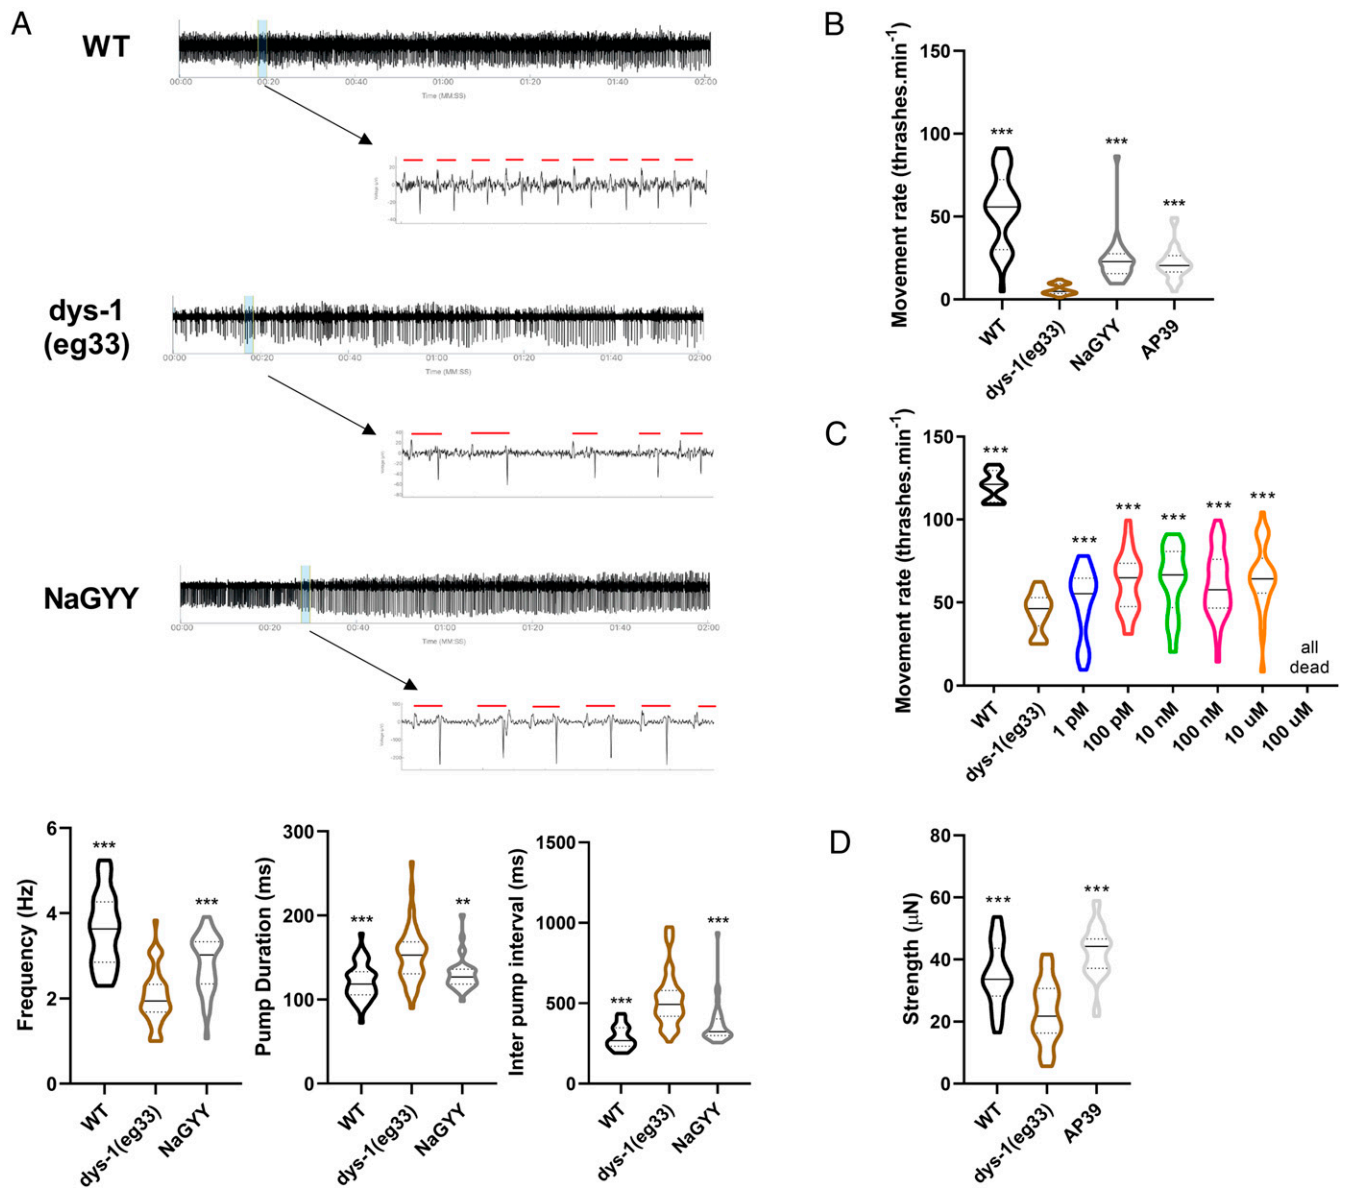 A
WT
00:00 00:20 00:40 01:00 01:20 01:40 02:00
Time (MM:SS)
dys-1
(eg33)
00:00 00:20 00:40 01:00 01:20 01:40 02:00
Time (MM:SS)
NaGYY
00:00 00:20 00:40 01:00 01:20 01:40 02:00
Time (MM:SS)
Frequency (Hz)
6
4
2
0
***
***
WT
dys-1(eg33)
NaGYY
Pump Duration (ms)
300
200
100
0
***
**
WT
dys-1(eg33)
NaGYY
Inter pump interval (ms)
1500
1000
500
0
***
***
WT
dys-1(eg33)
NaGYY
B
Movement rate (thrashes.min-1)
150
100
50
0
***
***
***
WT
dys-1(eg33)
NaGYY
AP39
C
Movement rate (thrashes.min-1)
150
100
50
0
***
***
***
***
***
***
all
dead
WT
dys-1(eg33)
1 pM
100 pM
10 nM
100 nM
10 uM
100 uM
D
Strength (µN)
80
60
40
20
0
***
***
WT
dys-1(eg33)
AP39